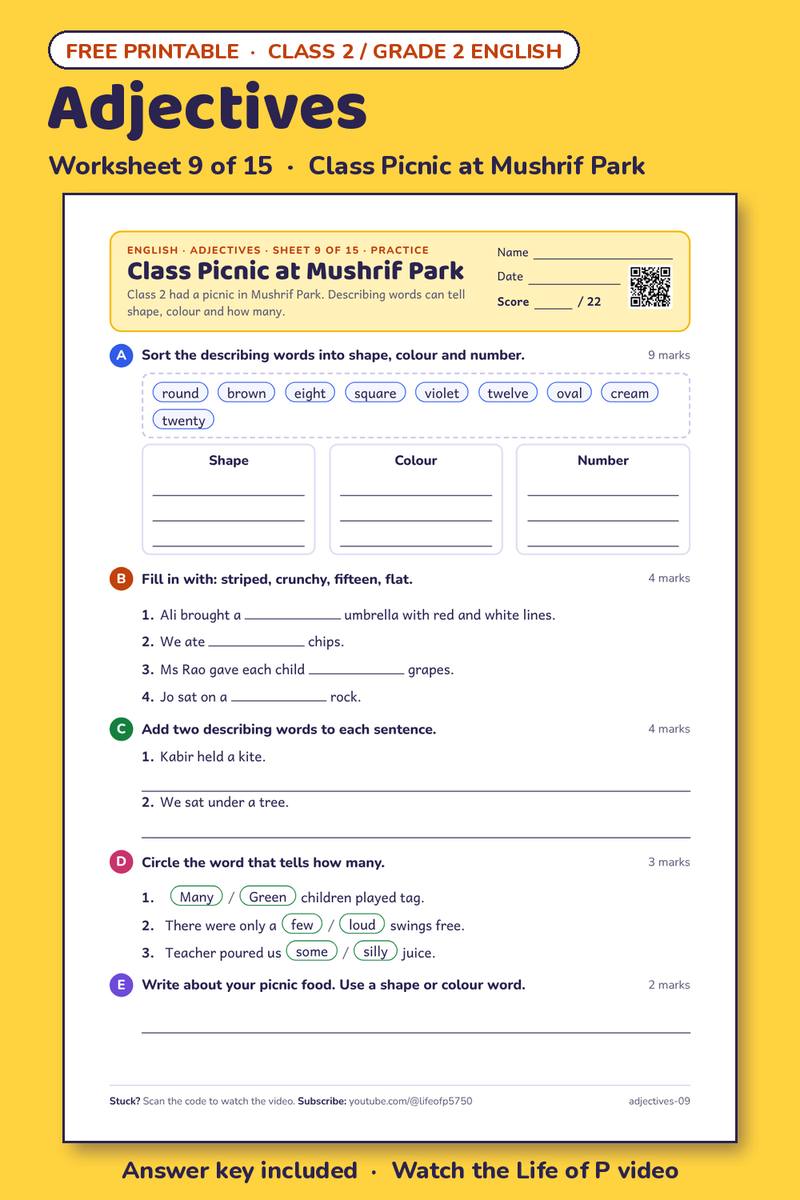 FREE PRINTABLE · CLASS 2 / GRADE 2 ENGLISH
Adjectives
Worksheet 9 of 15 · Class Picnic at Mushrif Park
ENGLISH · ADJECTIVES · SHEET 9 OF 15 · PRACTICE
Class Picnic at Mushrif Park
Class 2 had a picnic in Mushrif Park. Describing words can tell
shape, colour and how many.
Name
Date
Score / 22
A Sort the describing words into shape, colour and number. 9 marks
round brown eight square violet twelve oval cream
twenty
Shape Colour Number
B Fill in with: striped, crunchy, fifteen, flat. 4 marks
1. Ali brought a ____________ umbrella with red and white lines.
2. We ate ____________ chips.
3. Ms Rao gave each child ____________ grapes.
4. Jo sat on a ____________ rock.
C Add two describing words to each sentence. 4 marks
1. Kabir held a kite.
2. We sat under a tree.
D Circle the word that tells how many. 3 marks
1. Many / Green children played tag.
2. There were only a few / loud swings free.
3. Teacher poured us some / silly juice.
E Write about your picnic food. Use a shape or colour word. 2 marks
Stuck? Scan the code to watch the video. Subscribe: youtube.com/@lifeofp5750 adjectives-09
Answer key included · Watch the Life of P video